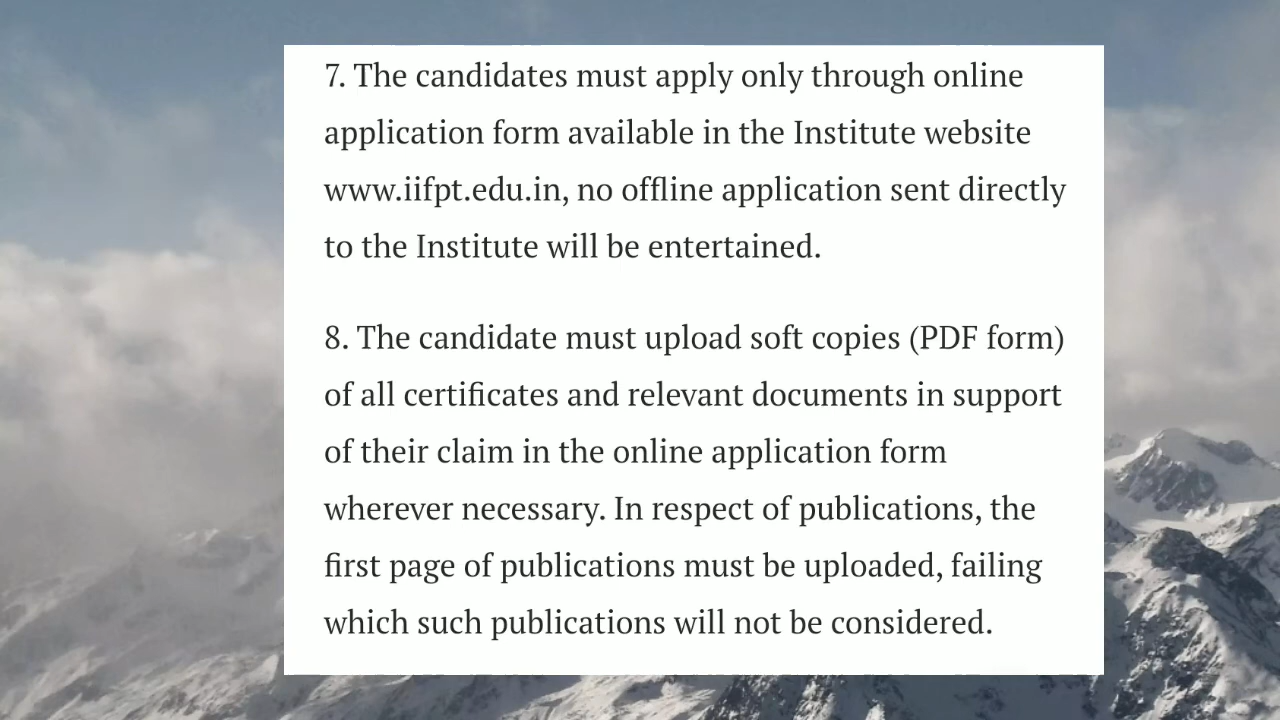 7. The candidates must apply only through online
application form available in the Institute website
www.iifpt.edu.in, no offline application sent directly
to the Institute will be entertained.
8. The candidate must upload soft copies (PDF form)
of all certificates and relevant documents in support
of their claim in the online application form
wherever necessary. In respect of publications, the
first page of publications must be uploaded, failing
which such publications will not be considered.